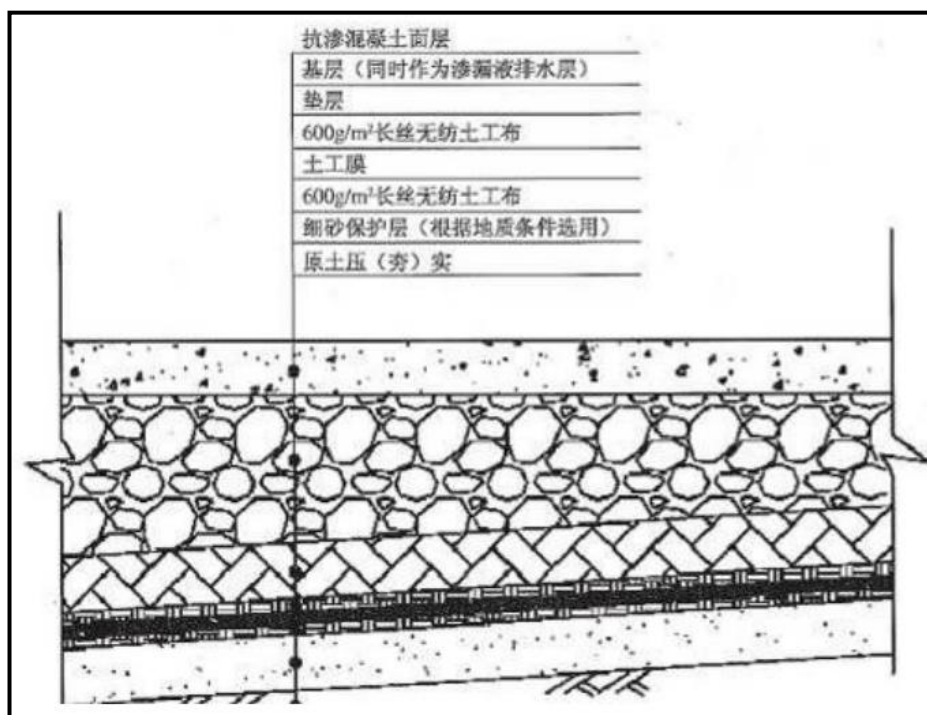 抗渗混凝土面层
基层（同时作为渗漏液排水层）
垫层
600g/m²长丝无纺土工布
土工膜
600g/m²长丝无纺土工布
细砂保护层（根据地质条件选用）
原土压（夯）实